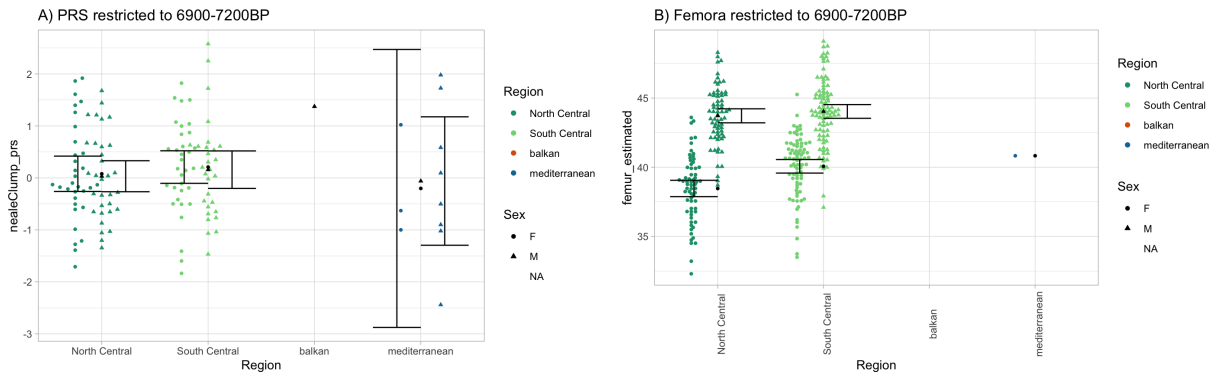 A) PRS restricted to 6900-7200BP
nealeClump_prs
2
1
0
-1
-2
-3
North Central
South Central
balkan
mediterranean
Region
Region
North Central
South Central
balkan
mediterranean
Sex
F
M
NA
B) Femora restricted to 6900-7200BP
femur_estimated
45
40
35
North Central
South Central
balkan
mediterranean
Region
Region
North Central
South Central
balkan
mediterranean
Sex
F
M
NA